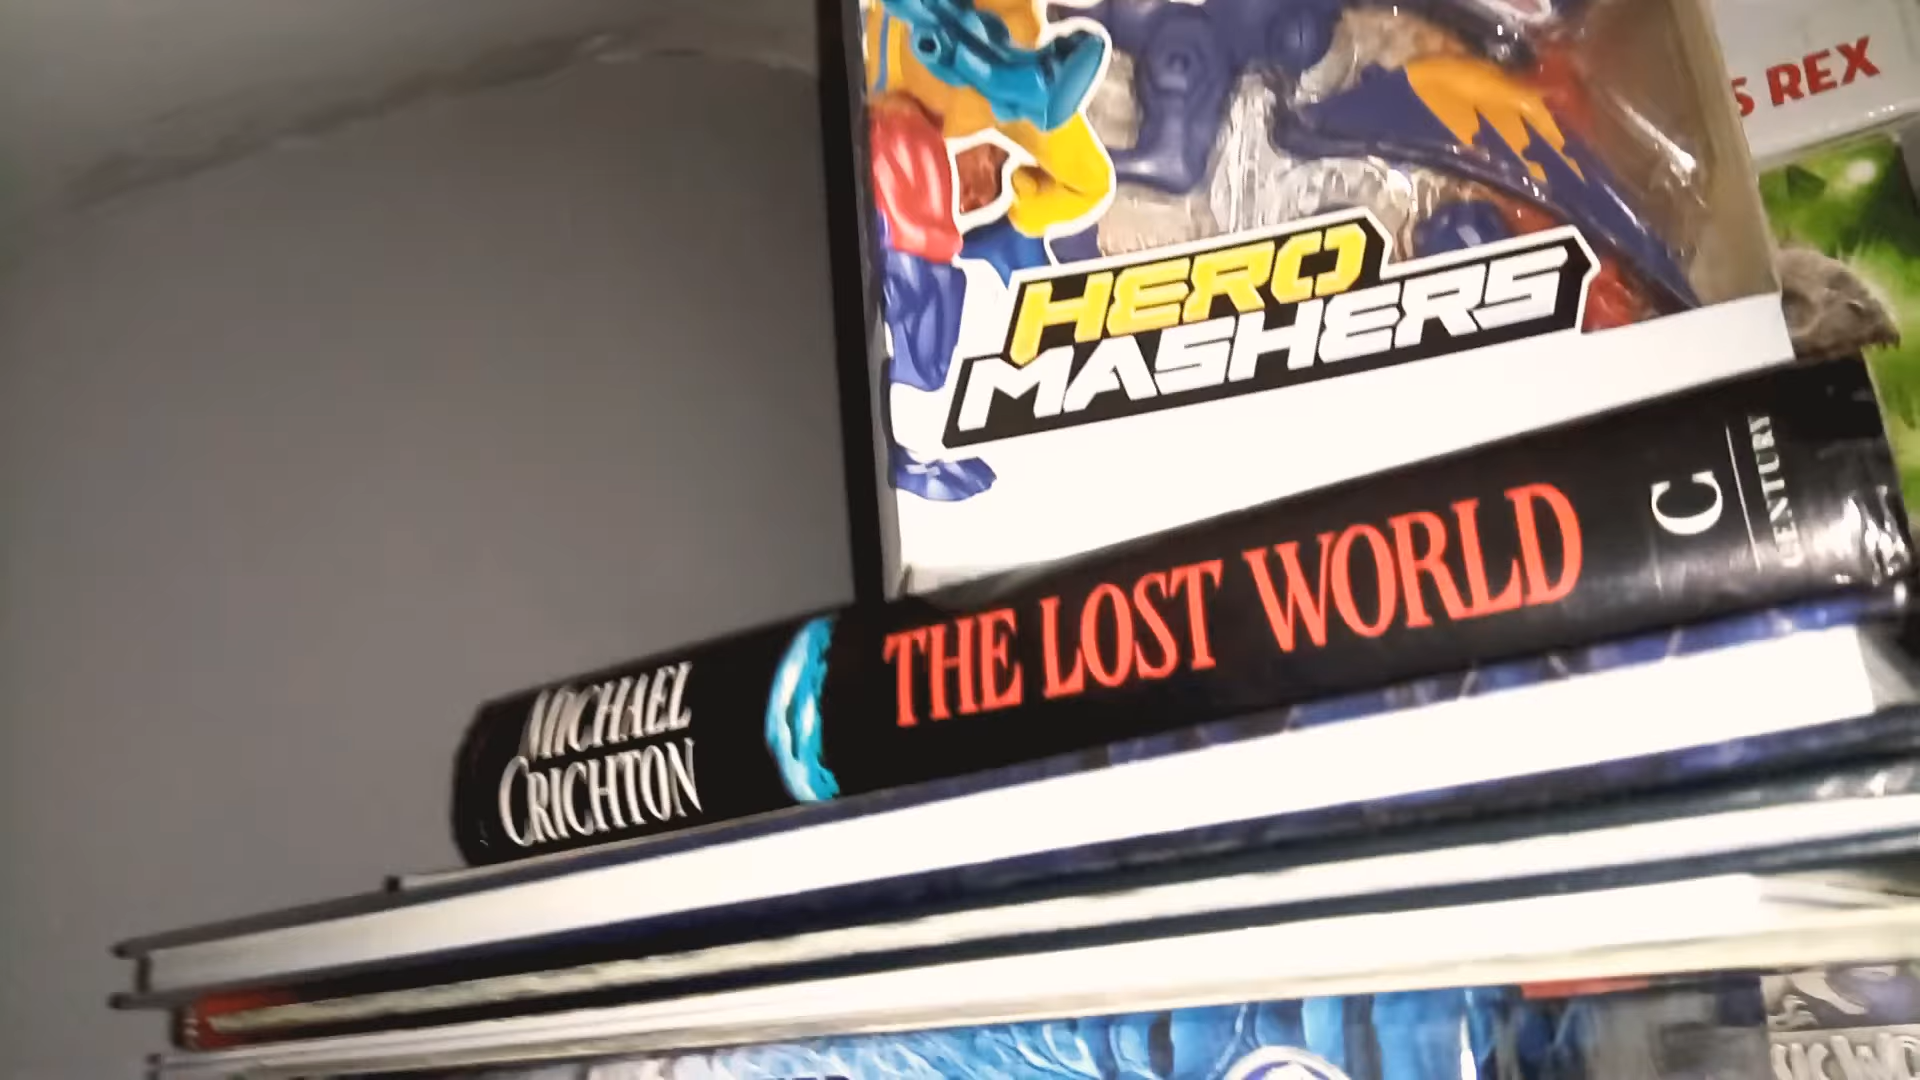 S REX
HERO
MASHERS
MICHAEL
CRICHTON
THE LOST WORLD
C
CENTURY